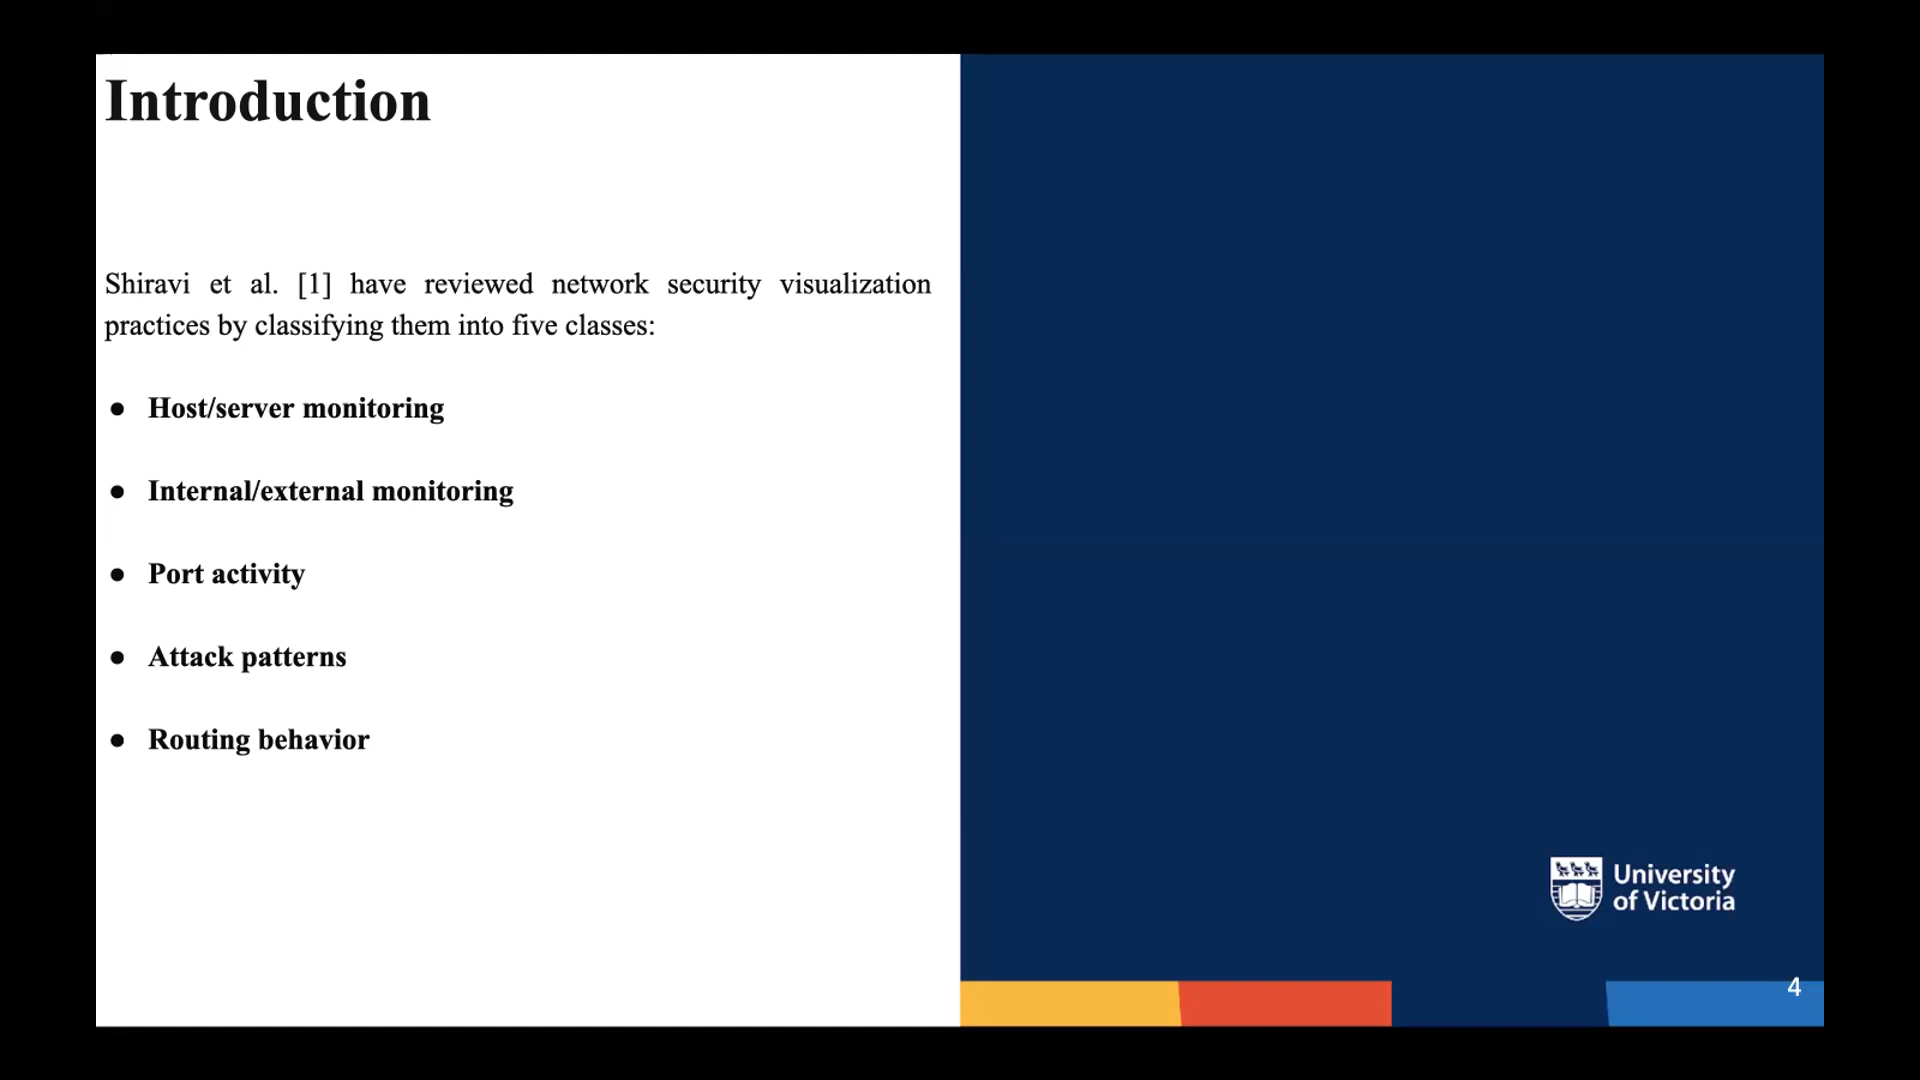 Introduction
Shiravi et al. [1] have reviewed network security visualization
practices by classifying them into five classes:
● Host/server monitoring
● Internal/external monitoring
● Port activity
● Attack patterns
● Routing behavior
University
of Victoria
4